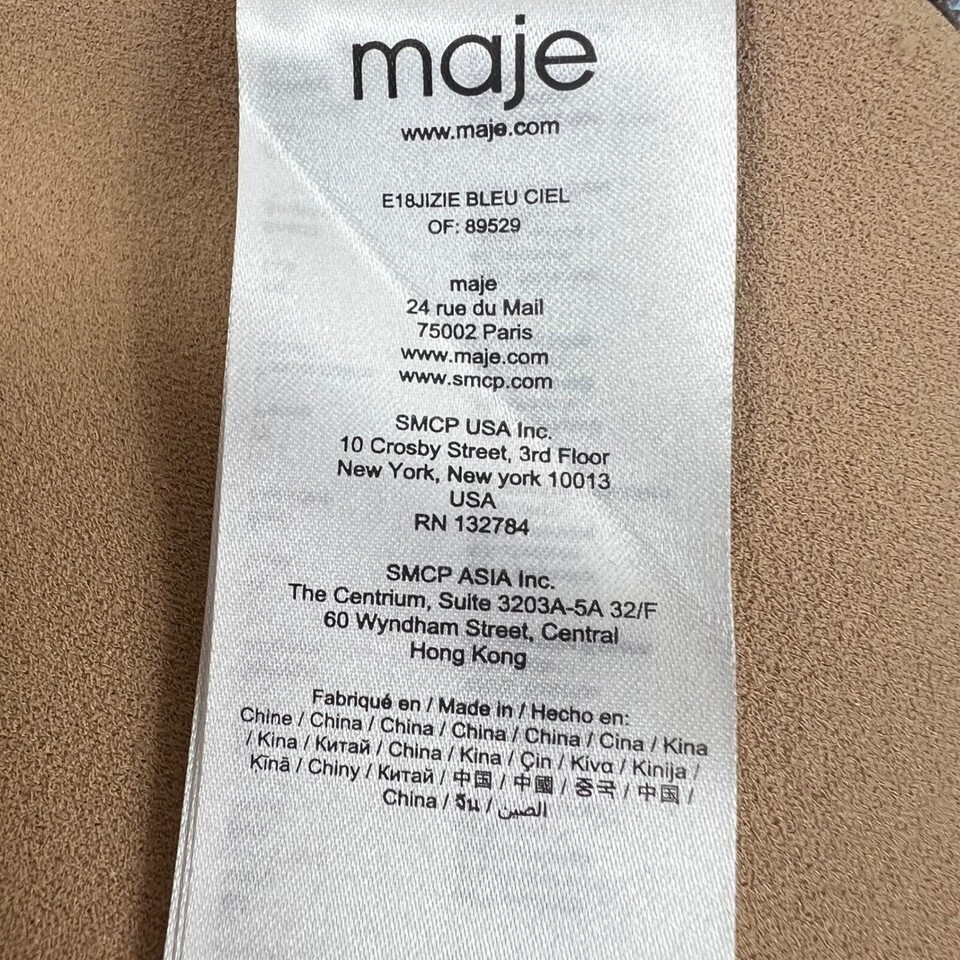 maje
www.maje.com
E18JIZIE BLEU CIEL
OF: 89529
maje
24 rue du Mail
75002 Paris
www.maje.com
www.smcp.com
SMCP USA Inc.
10 Crosby Street, 3rd Floor
New York, New york 10013
USA
RN 132784
SMCP ASIA Inc.
The Centrium, Suite 3203A-5A 32/F
60 Wyndham Street, Central
Hong Kong
Fabriqué en / Made in / Hecho en:
Chine / China / China / China / China / Cina / Kina
/ Kina / Китай / China / Kina / Çin / Κίνα / Kinija /
Ķīnā / Chiny / Китай / 中国 / 中國 / 중국 / 中国 /
China / จีน / الصين